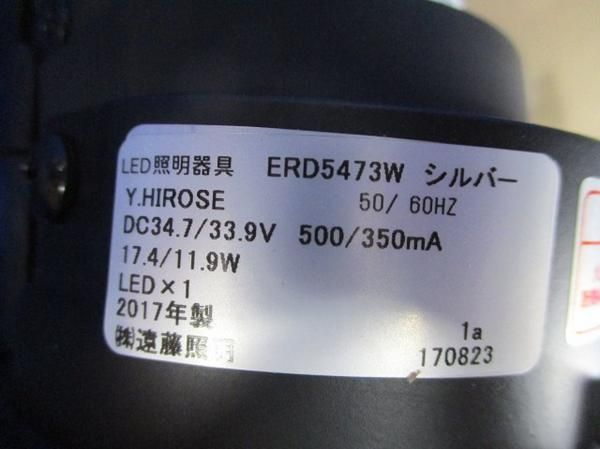 LED照明器具 ERD5473W シルバー
Y.HIROSE 50/ 60HZ
DC34.7/33.9V 500/350mA
17.4/11.9W
LED×1
2017年製
㈱遠藤照明 1a
170823